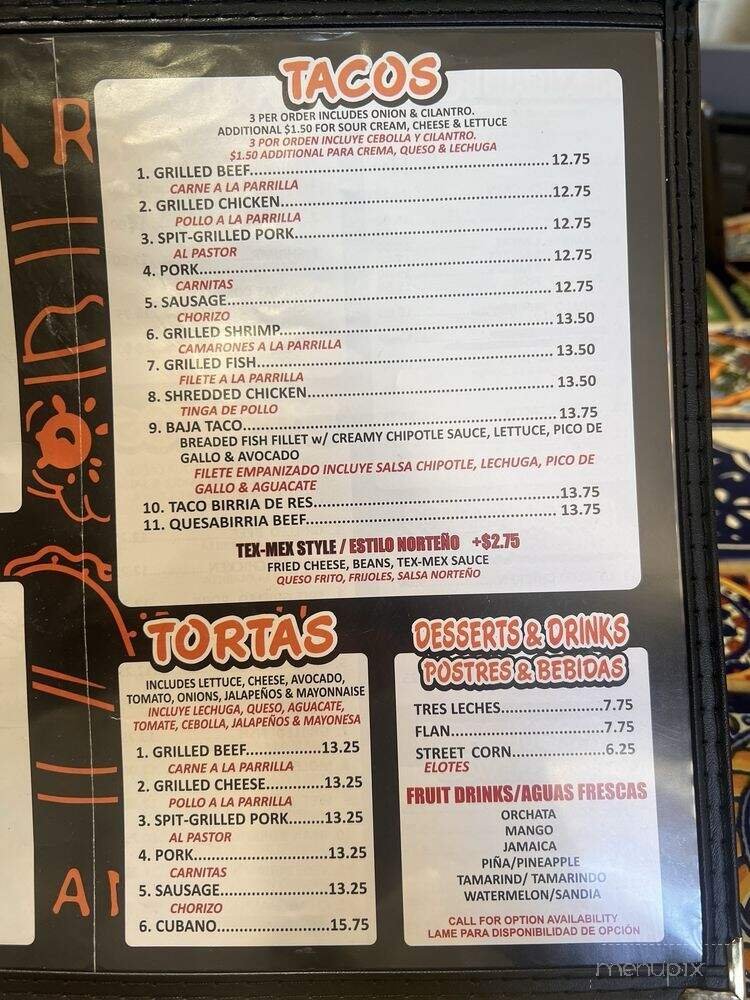 TACOS
3 PER ORDER INCLUDES ONION & CILANTRO.
ADDITIONAL $1.50 FOR SOUR CREAM, CHEESE & LETTUCE
3 POR ORDEN INCLUYE CEBOLLA Y CILANTRO.
$1.50 ADDITIONAL PARA CREMA, QUESO & LECHUGA
1. GRILLED BEEF 12.75
CARNE A LA PARRILLA
2. GRILLED CHICKEN 12.75
POLLO A LA PARRILLA
3. SPIT-GRILLED PORK 12.75
AL PASTOR
4. PORK 12.75
CARNITAS
5. SAUSAGE 12.75
CHORIZO
6. GRILLED SHRIMP 13.50
CAMARONES A LA PARRILLA
7. GRILLED FISH 13.50
FILETE A LA PARRILLA
8. SHREDDED CHICKEN 13.50
TINGA DE POLLO
9. BAJA TACO 13.75
BREADED FISH FILLET w/ CREAMY CHIPOTLE SAUCE, LETTUCE, PICO DE
GALLO & AVOCADO
FILETE EMPANIZADO INCLUYE SALSA CHIPOTLE, LECHUGA, PICO DE
GALLO & AGUACATE
10. TACO BIRRIA DE RES 13.75
11. QUESABIRRIA BEEF 13.75
TEX-MEX STYLE / ESTILO NORTEÑO +$2.75
FRIED CHEESE, BEANS, TEX-MEX SAUCE
QUESO FRITO, FRIJOLES, SALSA NORTEÑO
TORTAS
INCLUDES LETTUCE, CHEESE, AVOCADO,
TOMATO, ONIONS, JALAPEÑOS & MAYONNAISE
INCLUYE LECHUGA, QUESO, AGUACATE,
TOMATE, CEBOLLA, JALAPEÑOS & MAYONESA
1. GRILLED BEEF 13.25
CARNE A LA PARRILLA
2. GRILLED CHEESE 13.25
POLLO A LA PARRILLA
3. SPIT-GRILLED PORK 13.25
AL PASTOR
4. PORK 13.25
CARNITAS
5. SAUSAGE 13.25
CHORIZO
6. CUBANO 15.75
DESSERTS & DRINKS
POSTRES & BEBIDAS
TRES LECHES 7.75
FLAN 7.75
STREET CORN 6.25
ELOTES
FRUIT DRINKS/AGUAS FRESCAS
ORCHATA
MANGO
JAMAICA
PIÑA/PINEAPPLE
TAMARIND/ TAMARINDO
WATERMELON/SANDIA
CALL FOR OPTION AVAILABILITY
LAME PARA DISPONIBILIDAD DE OPCIÓN
menupix